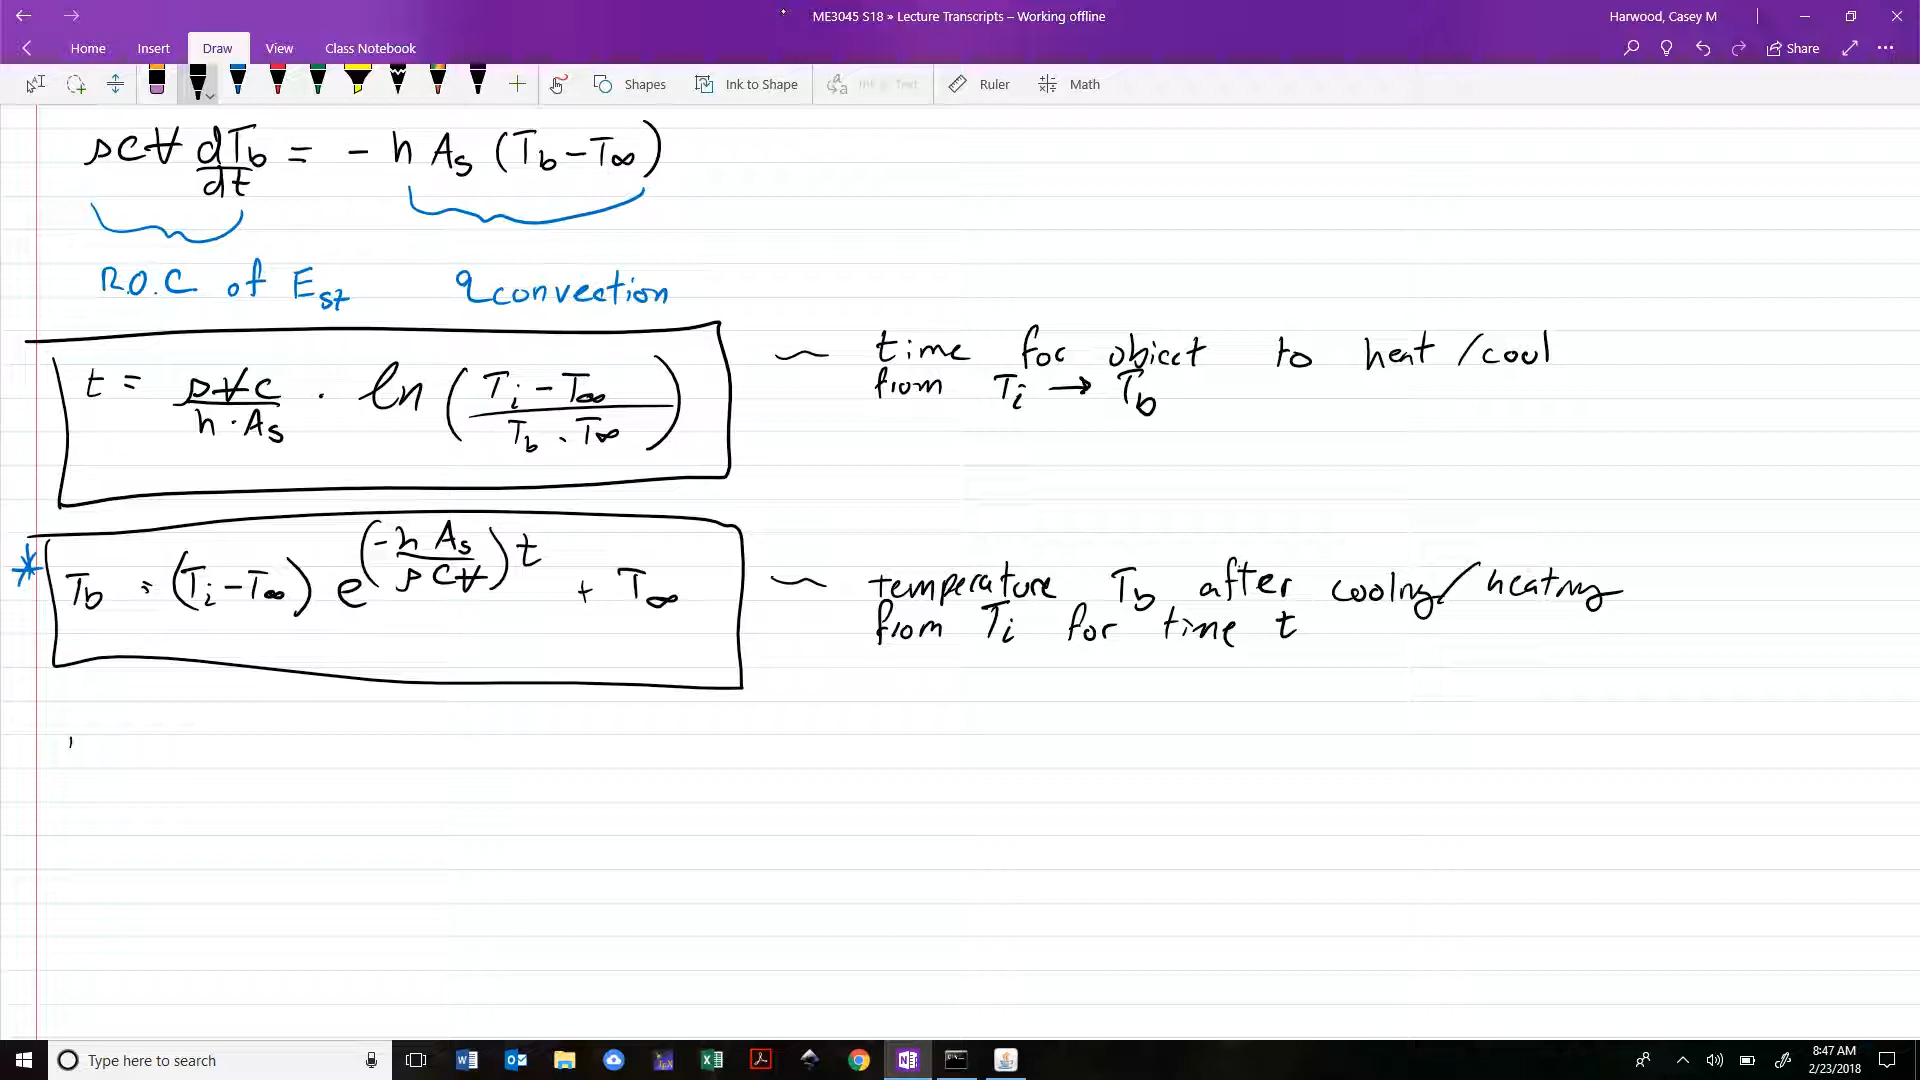 ME3045 S18 » Lecture Transcripts – Working offline
Harwood, Casey M
Home Insert Draw View Class Notebook
Share
Shapes Ink to Shape Ink to Text Ruler Math
ρcV dT_b/dt = - h A_s (T_b - T_∞)
R.O.C of E_st q_convection
t = ρVc / h · A_s · ln (T_i - T_∞ / T_b - T_∞)
~ time for object to heat / cool
from T_i → T_b
* T_b = (T_i - T_∞) e^(-h A_s / ρ c V) t + T_∞
~ temperature T_b after cooling / heating
from T_i for time t
Type here to search
8:47 AM
2/23/2018